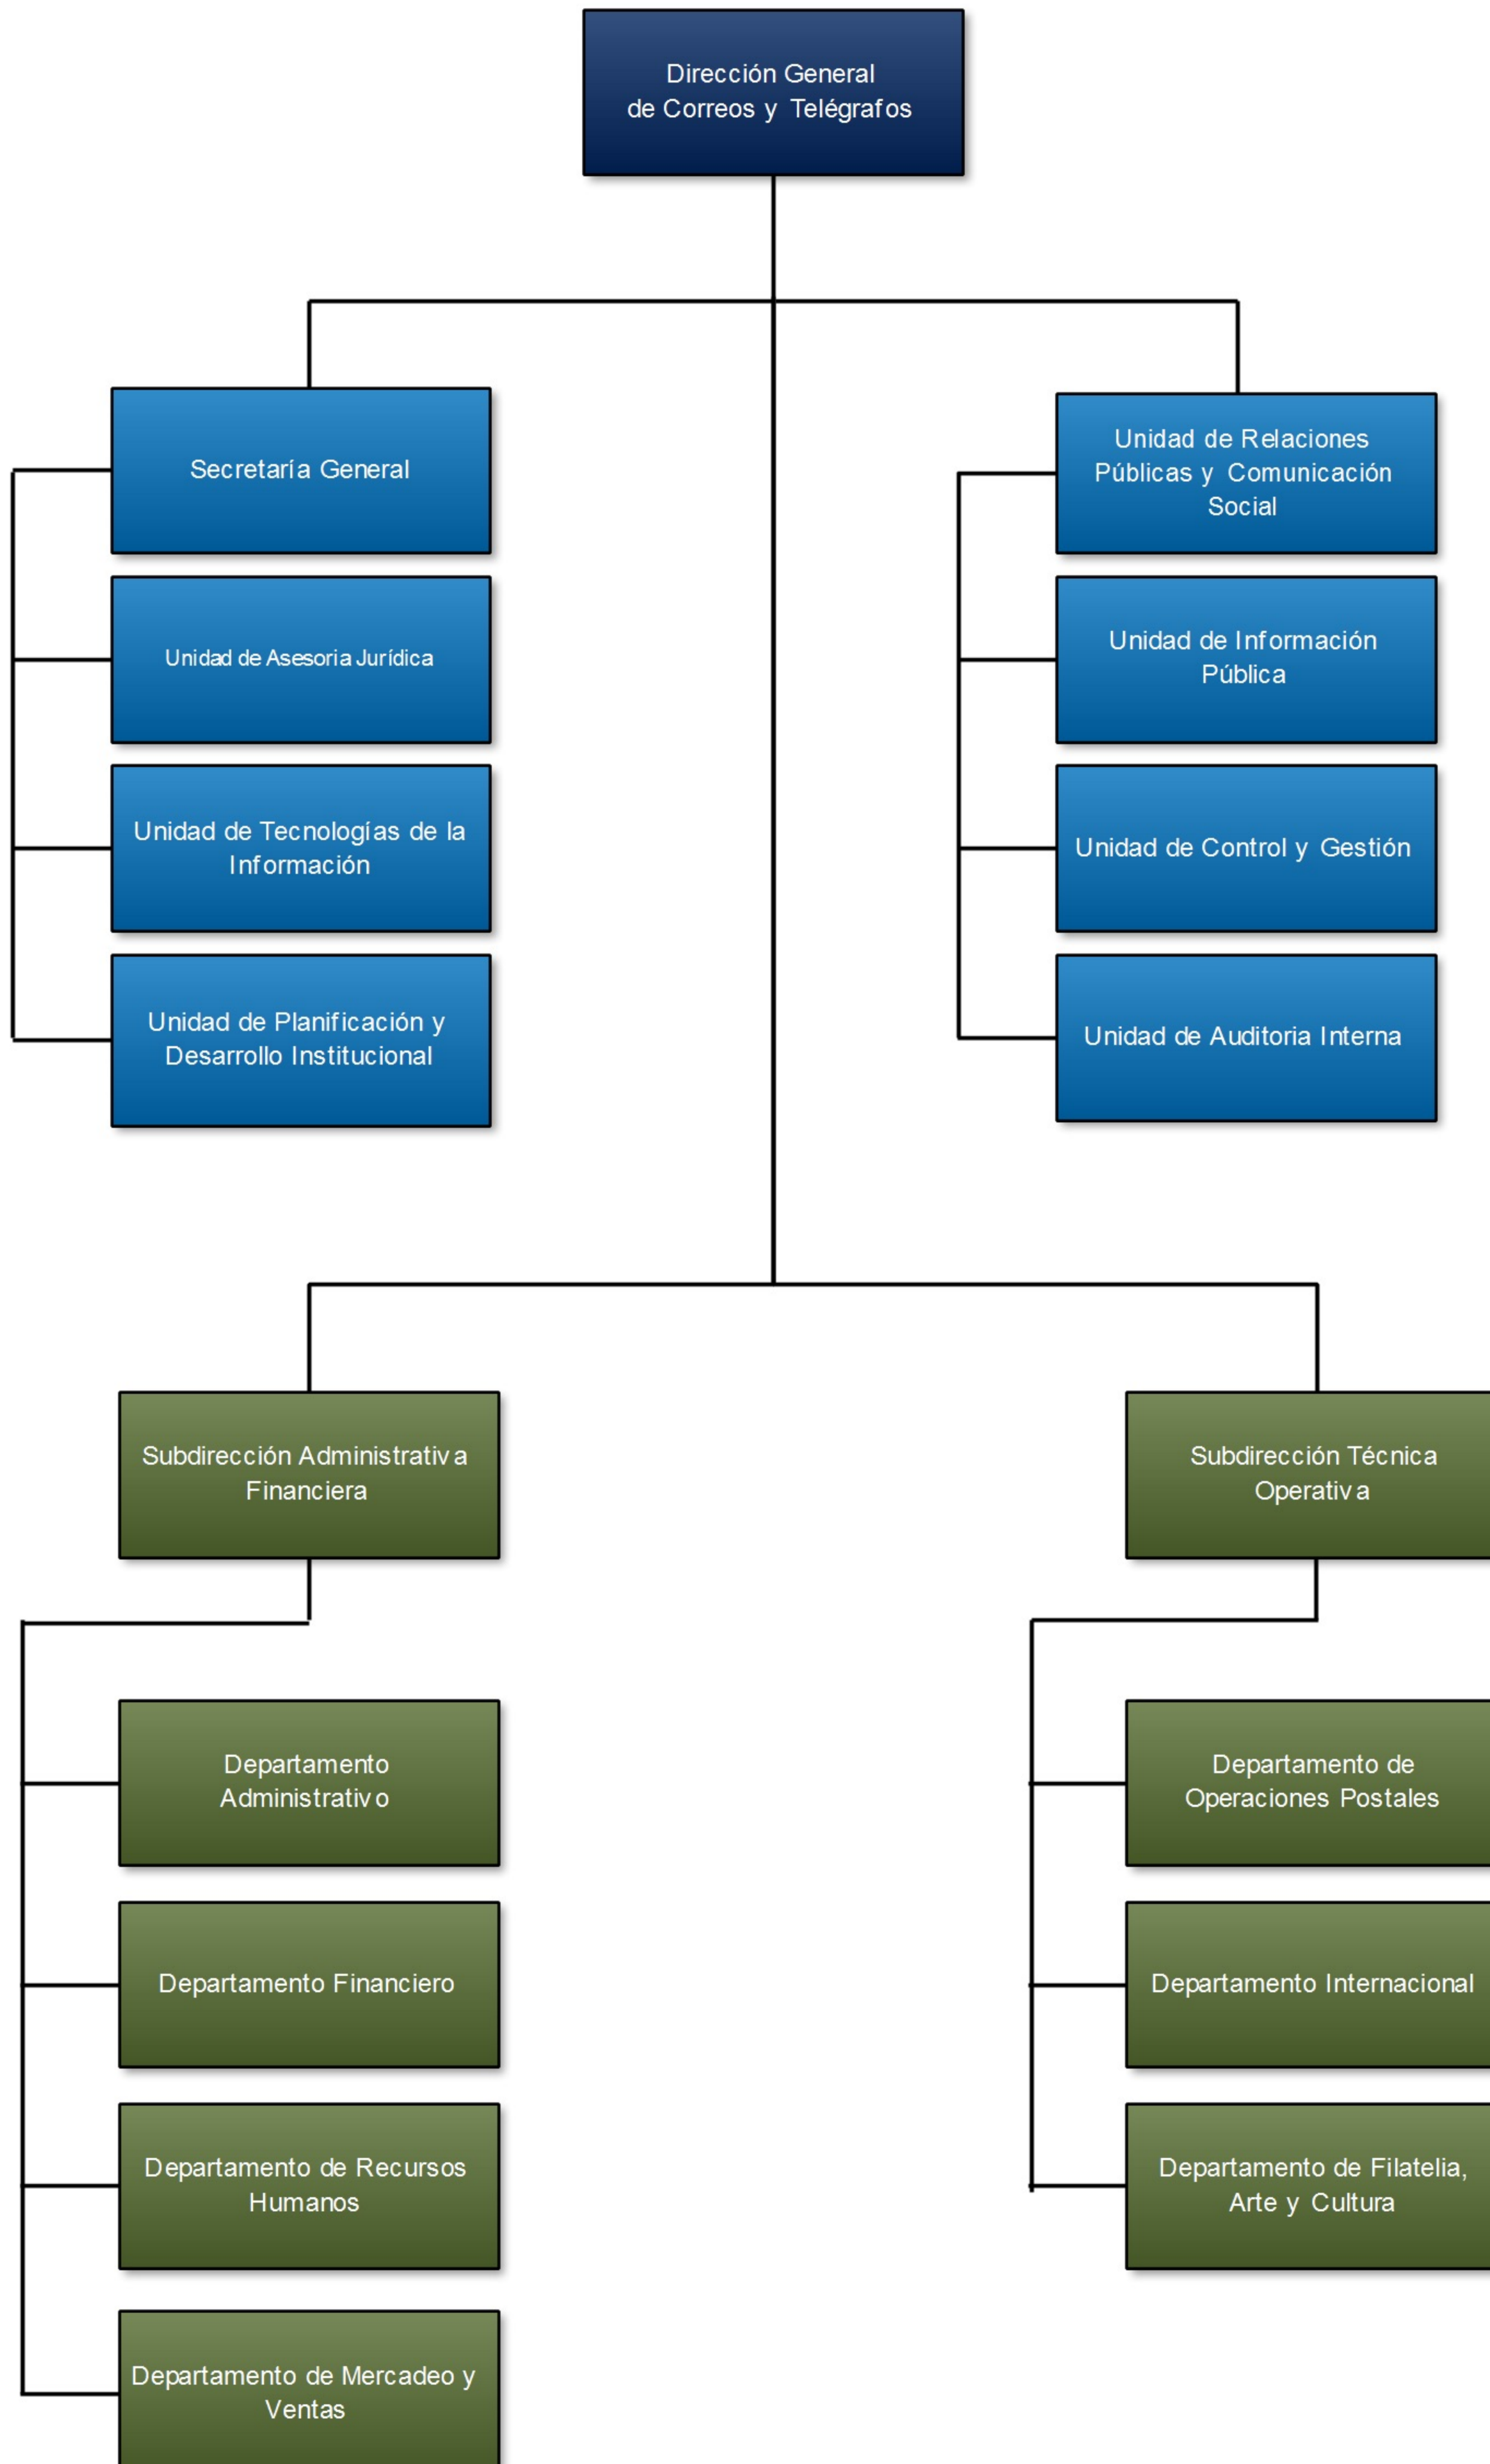 Dirección General
de Correos y Telégrafos
Secretaría General
Unidad de Asesoria Jurídica
Unidad de Tecnologías de la
Información
Unidad de Planificación y
Desarrollo Institucional
Unidad de Relaciones
Públicas y Comunicación
Social
Unidad de Información
Pública
Unidad de Control y Gestión
Unidad de Auditoria Interna
Subdirección Administrativa
Financiera
Departamento
Administrativo
Departamento Financiero
Departamento de Recursos
Humanos
Departamento de Mercadeo y
Ventas
Subdirección Técnica
Operativa
Departamento de
Operaciones Postales
Departamento Internacional
Departamento de Filatelia,
Arte y Cultura